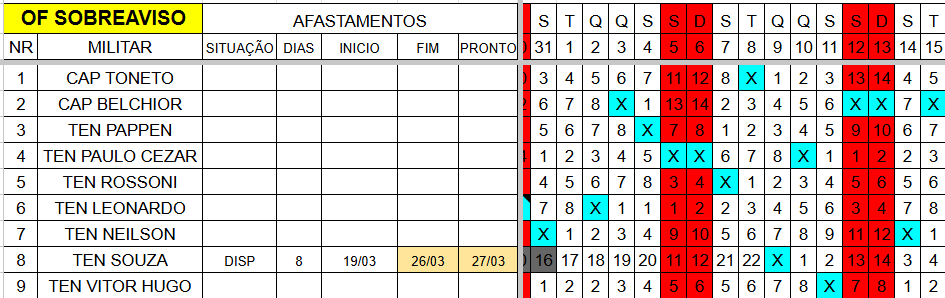 OF SOBREAVISO AFASTAMENTOS S T Q Q S S D S T Q Q S S D S T
NR MILITAR SITUAÇÃO DIAS INICIO FIM PRONTO 31 1 2 3 4 5 6 7 8 9 10 11 12 13 14 15
1 CAP TONETO 3 4 5 6 7 11 12 8 X 1 2 3 13 14 4 5
2 CAP BELCHIOR 6 7 8 X 1 13 14 2 3 4 5 6 X X 7 X
3 TEN PAPPEN 5 6 7 8 X 7 8 1 2 3 4 5 9 10 6 7
4 TEN PAULO CEZAR 1 2 3 4 5 X X 6 7 8 X 1 1 2 2 3
5 TEN ROSSONI 4 5 6 7 8 3 4 X 1 2 3 4 5 6 5 6
6 TEN LEONARDO 7 8 X 1 1 1 2 2 3 4 5 6 3 4 7 8
7 TEN NEILSON X 1 2 3 4 9 10 5 6 7 8 9 11 12 X 1
8 TEN SOUZA DISP 8 19/03 26/03 27/03 16 17 18 19 20 11 12 21 22 X 1 2 13 14 3 4
9 TEN VITOR HUGO 1 2 3 4 5 6 4 5 6 7 8 X 7 8 1 2